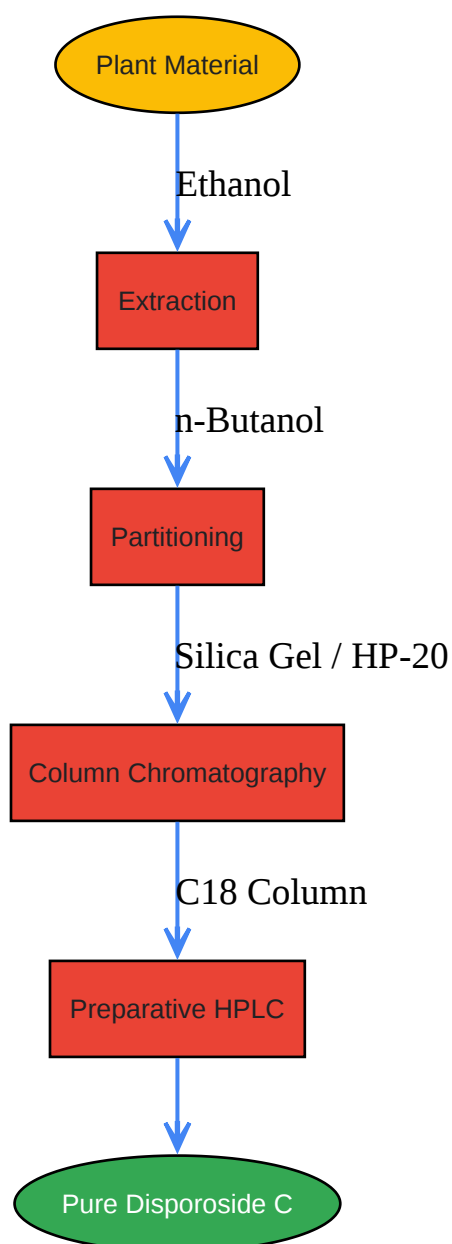 Plant Material
Ethanol
Extraction
n-Butanol
Partitioning
Silica Gel / HP-20
Column Chromatography
C18 Column
Preparative HPLC
Pure Disporoside C